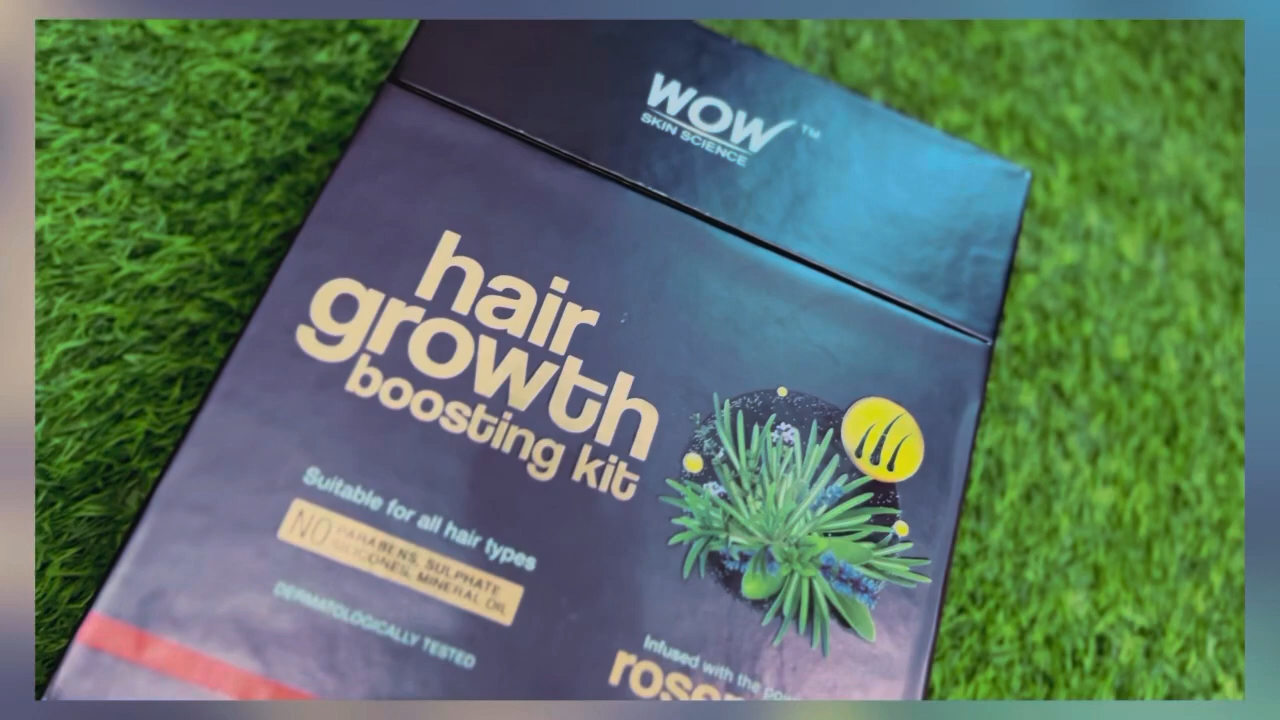 WOW™
SKIN SCIENCE
hair
growth
boosting kit
Suitable for all hair types
NO PARABENS, SULPHATE
SILICONES, MINERAL OIL
DERMATOLOGICALLY TESTED
Infused with the